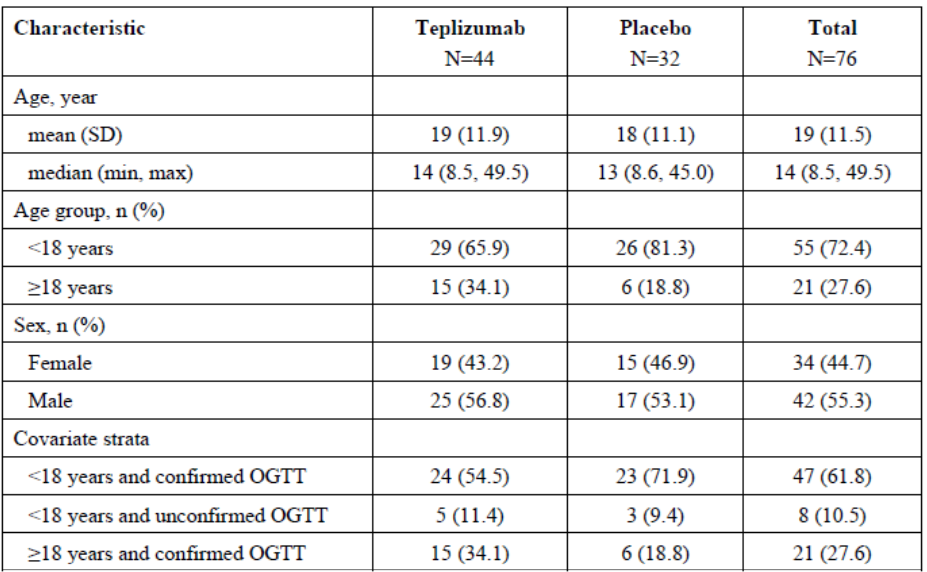 Characteristic Teplizumab Placebo Total
N=44 N=32 N=76
Age, year
mean (SD) 19 (11.9) 18 (11.1) 19 (11.5)
median (min, max) 14 (8.5, 49.5) 13 (8.6, 45.0) 14 (8.5, 49.5)
Age group, n (%)
<18 years 29 (65.9) 26 (81.3) 55 (72.4)
≥18 years 15 (34.1) 6 (18.8) 21 (27.6)
Sex, n (%)
Female 19 (43.2) 15 (46.9) 34 (44.7)
Male 25 (56.8) 17 (53.1) 42 (55.3)
Covariate strata
<18 years and confirmed OGTT 24 (54.5) 23 (71.9) 47 (61.8)
<18 years and unconfirmed OGTT 5 (11.4) 3 (9.4) 8 (10.5)
≥18 years and confirmed OGTT 15 (34.1) 6 (18.8) 21 (27.6)